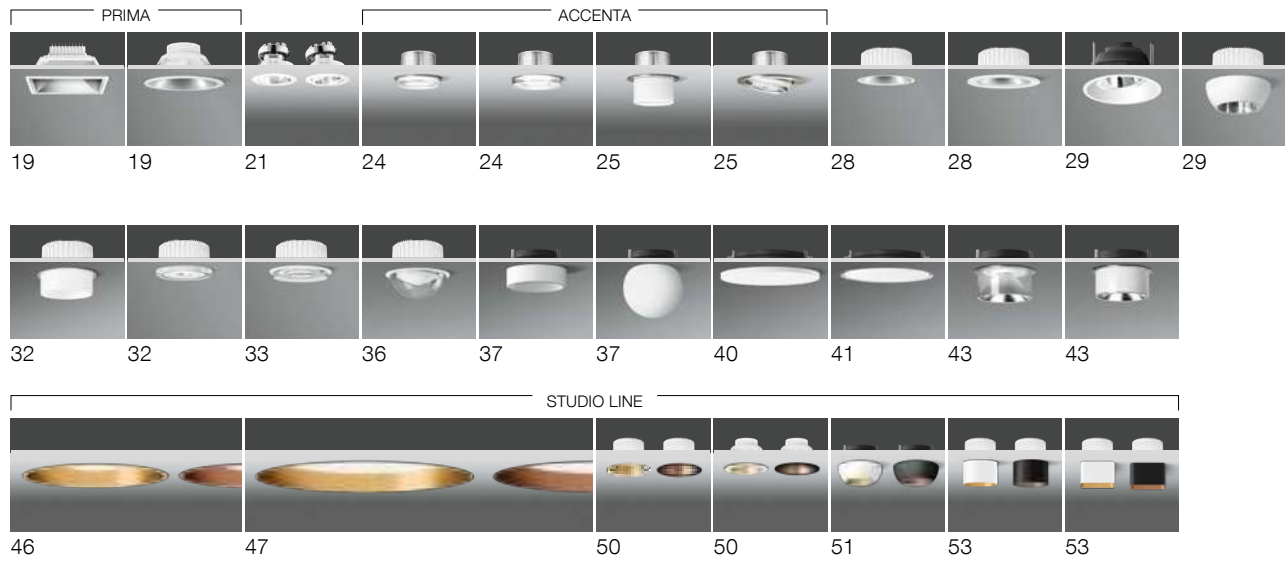 PRIMA ACCENTA
19 19 21 24 24 25 25 28 28 29 29
32 32 33 36 37 37 40 41 43 43
STUDIO LINE
46 47 50 50 51 53 53